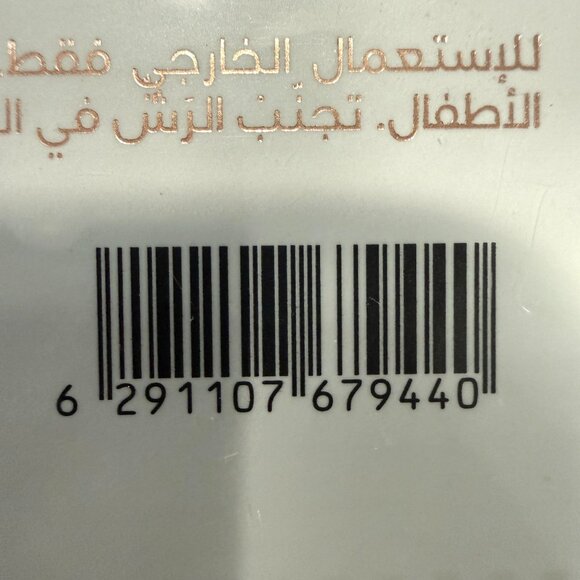 للإستعمال الخارجي فقط.
الأطفال. تجنّب الرَش في
6 291107 679440